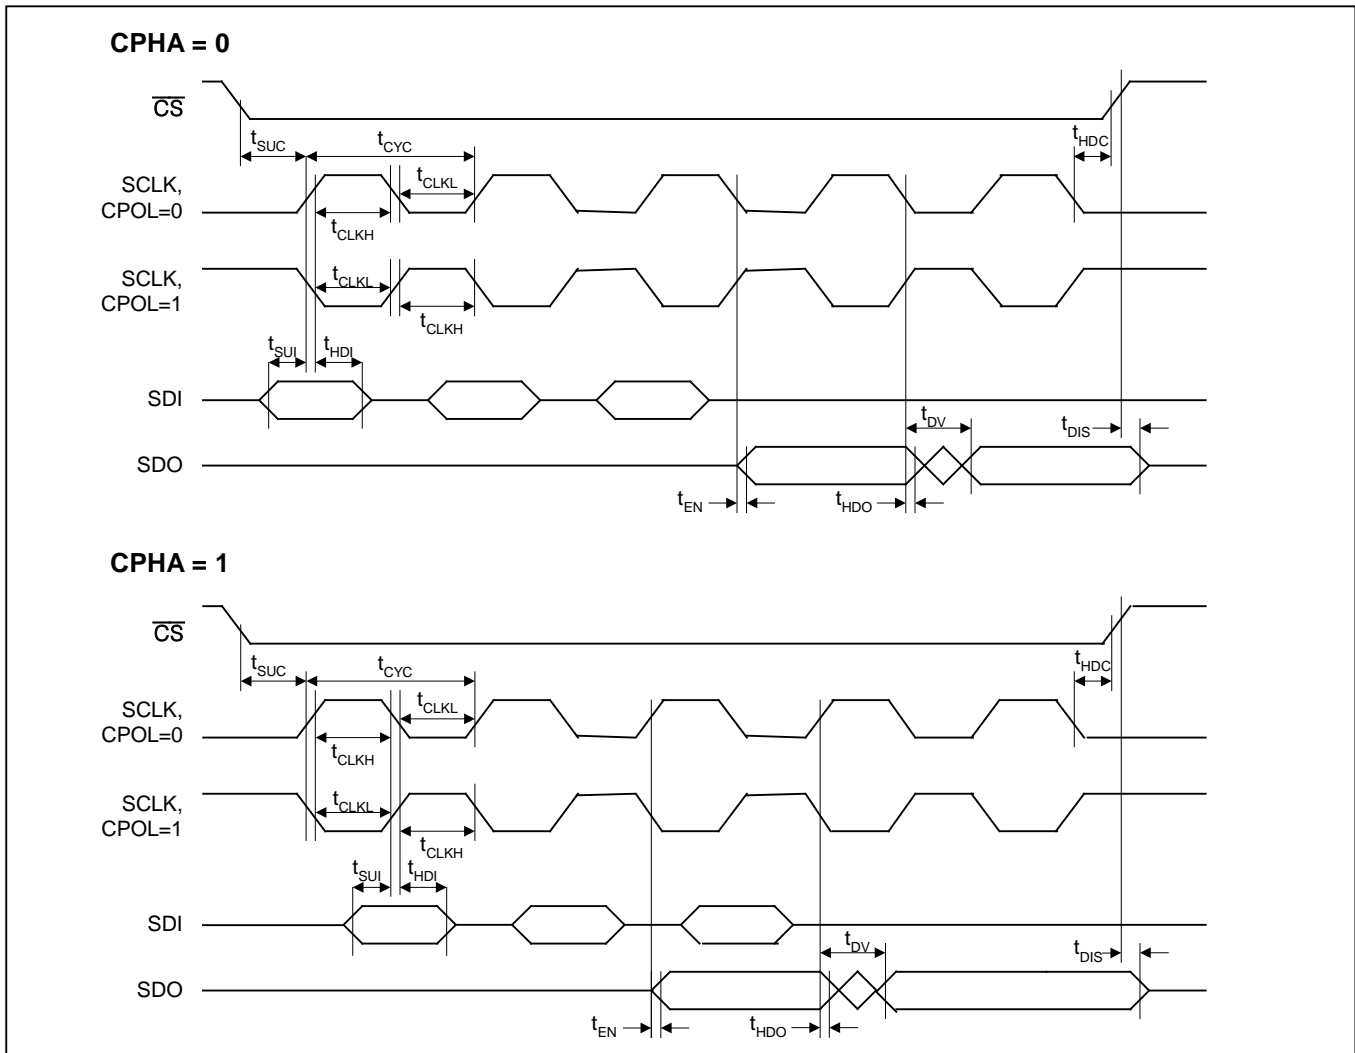 CPHA = 0
CS
tSUC
tCYC
tHDC
tCLKL
SCLK,
CPOL=0
tCLKH
SCLK,
CPOL=1
tCLKL
tCLKH
tSUI
tHDI
SDI
tDV
tDIS
SDO
tEN
tHDO
CPHA = 1
CS
tSUC
tCYC
tHDC
tCLKL
SCLK,
CPOL=0
tCLKH
SCLK,
CPOL=1
tCLKL
tCLKH
tSUI
tHDI
SDI
tDV
tDIS
SDO
tEN
tHDO